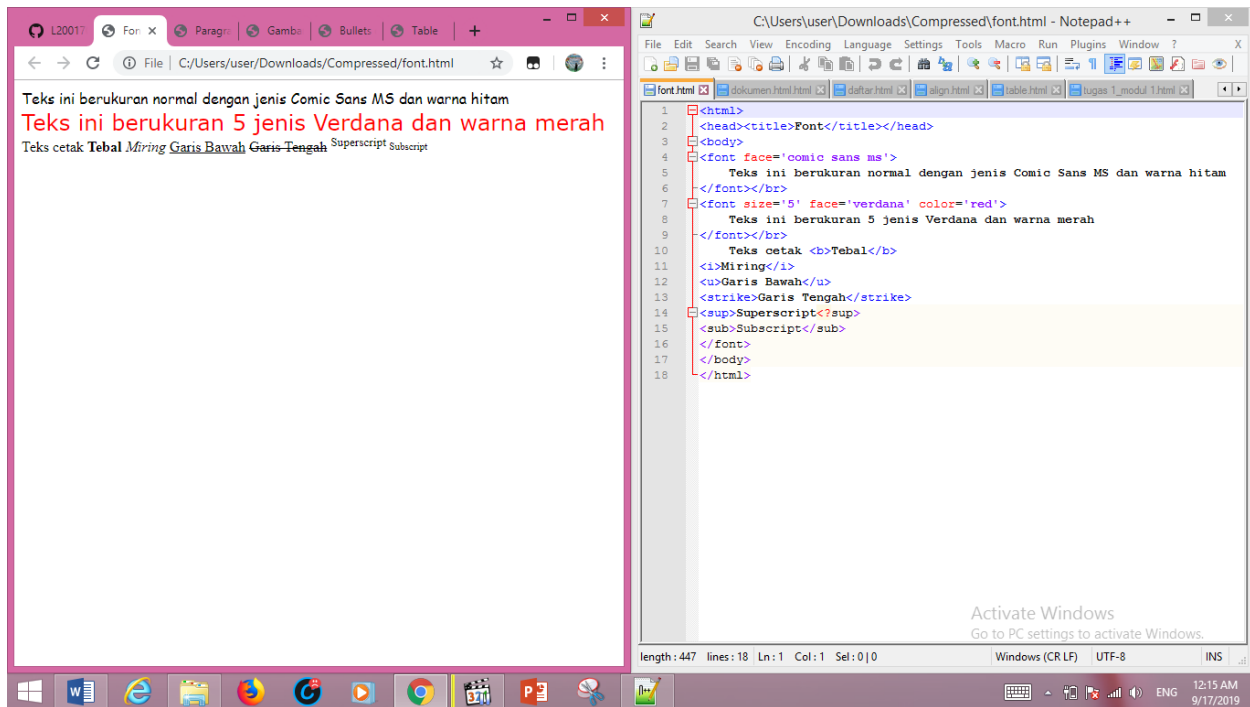 L20017
Fon
Paragra
Gamba
Bullets
Table
File
C:/Users/user/Downloads/Compressed/font.html
Teks ini berukuran normal dengan jenis Comic Sans MS dan warna hitam
Teks ini berukuran 5 jenis Verdana dan warna merah
Teks cetak Tebal Miring Garis Bawah Garis Tengah Superscript Subscript
C:\Users\user\Downloads\Compressed\font.html - Notepad++
File Edit Search View Encoding Language Settings Tools Macro Run Plugins Window ? X
font.html dokumen.html.html daftar.html align.html table.html tugas 1_modul 1.html
1 <html>
2 <head><title>Font</title></head>
3 <body>
4 <font face='comic sans ms'>
5 Teks ini berukuran normal dengan jenis Comic Sans MS dan warna hitam
6 </font></br>
7 <font size='5' face='verdana' color='red'>
8 Teks ini berukuran 5 jenis Verdana dan warna merah
9 </font></br>
10 Teks cetak <b>Tebal</b>
11 <i>Miring</i>
12 <u>Garis Bawah</u>
13 <strike>Garis Tengah</strike>
14 <sup>Superscript<?sup>
15 <sub>Subscript</sub>
16 </font>
17 </body>
18 </html>
Activate Windows
Go to PC settings to activate Windows.
length : 447 lines : 18 Ln : 1 Col : 1 Sel : 0 | 0 Windows (CR LF) UTF-8 INS
ENG
12:15 AM
9/17/2019